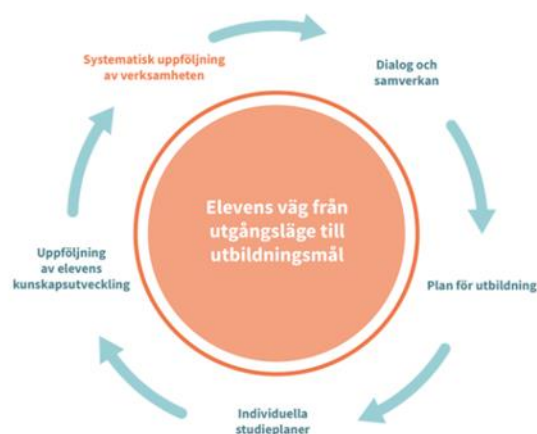 Systematisk uppföljning
av verksamheten
Dialog och
samverkan
Elevens väg från
utgångsläge till
utbildningsmål
Uppföljning
av elevens
kunskapsutveckling
Plan för utbildning
Individuella
studieplaner